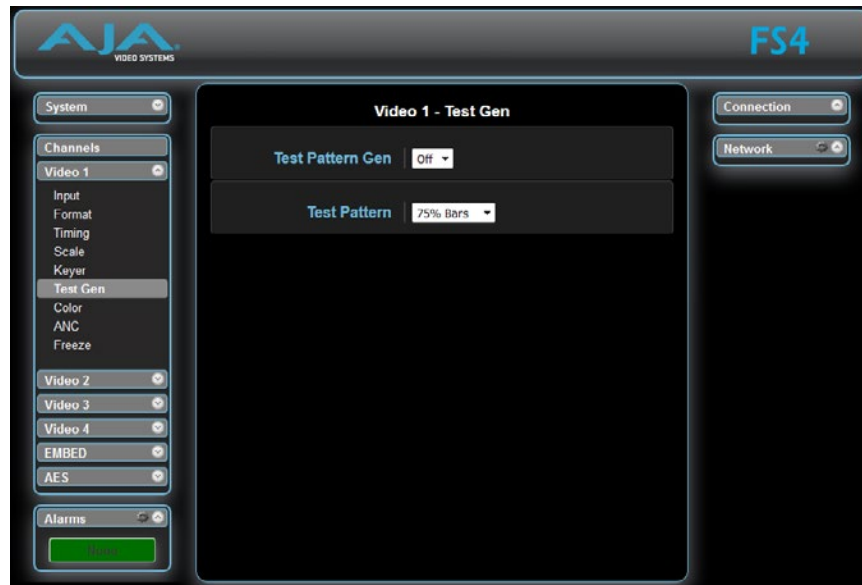 AJA
VIDEO SYSTEMS
FS4
System
Channels
Video 1
Input
Format
Timing
Scale
Keyer
Test Gen
Color
ANC
Freeze
Video 2
Video 3
Video 4
EMBED
AES
Alarms
None
Video 1 - Test Gen
Test Pattern Gen Off
Test Pattern 75% Bars
Connection
Network